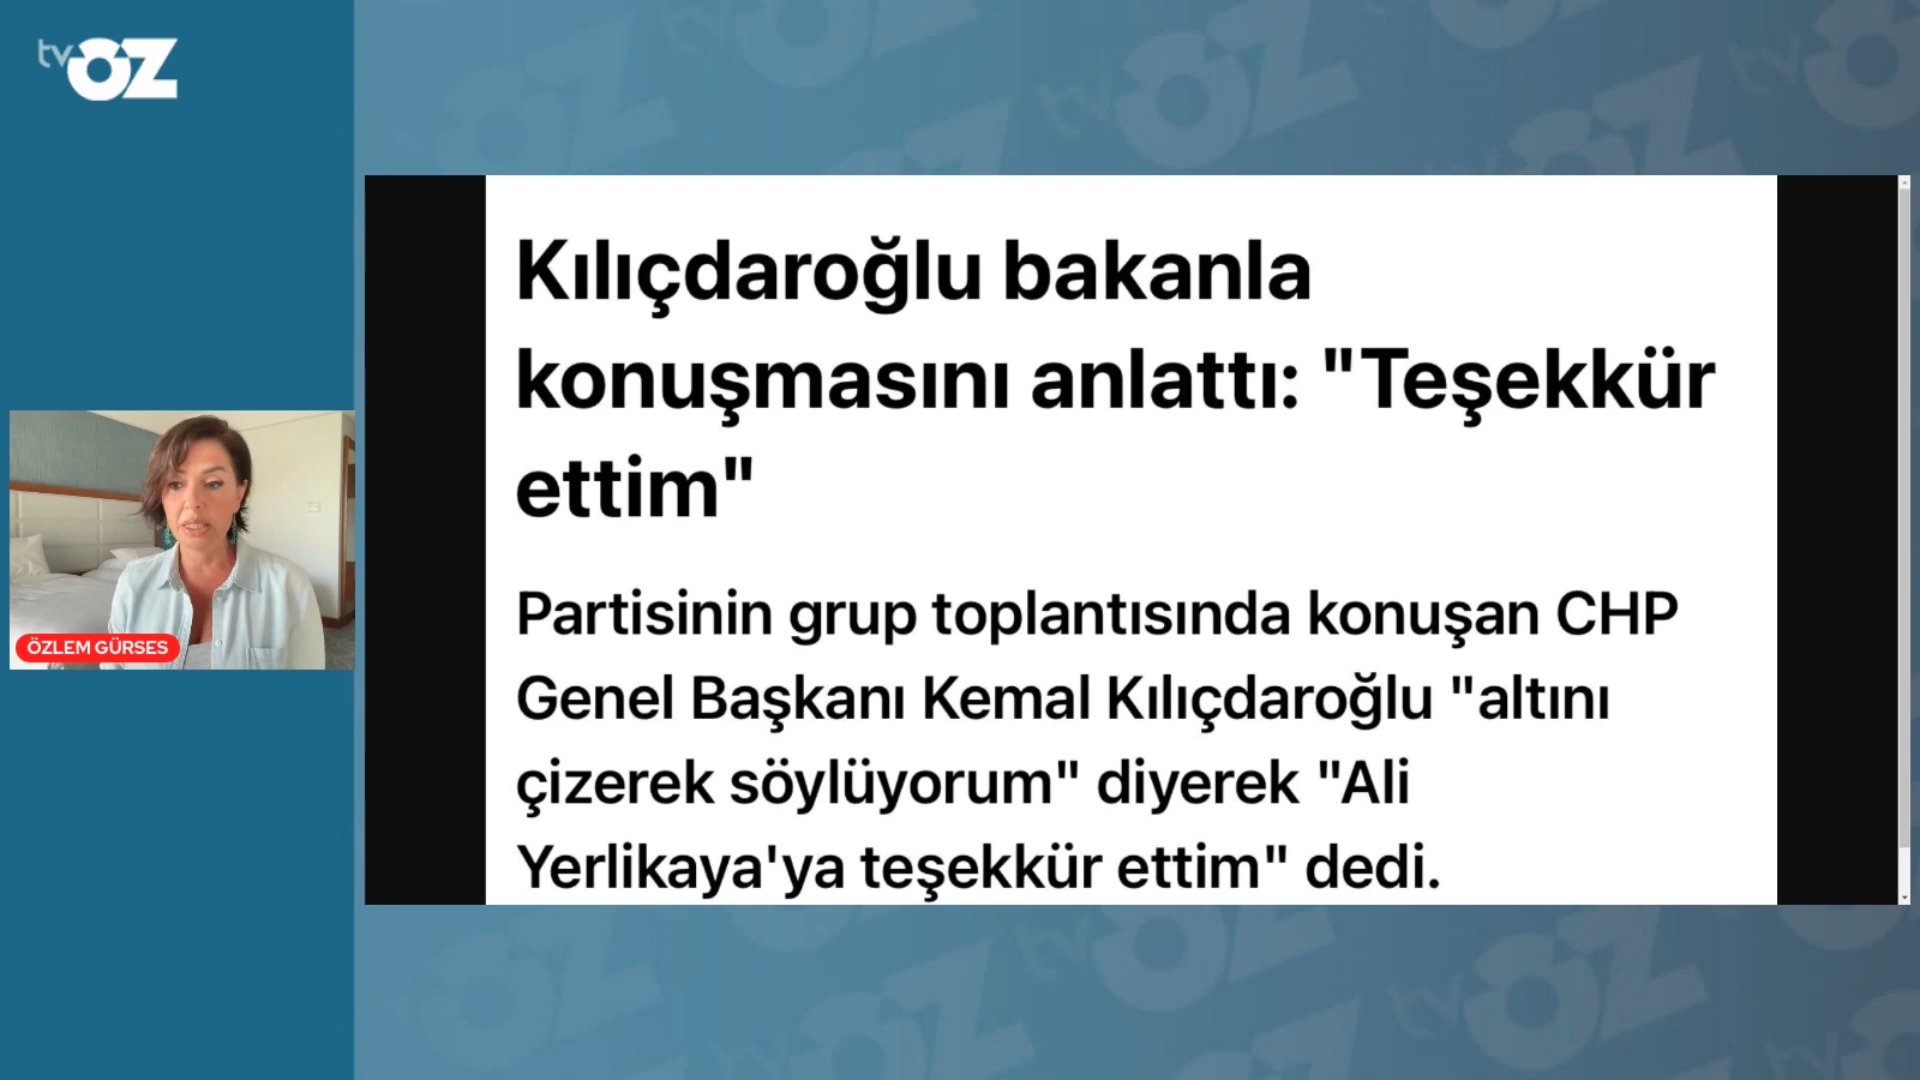 tvÖZ
Kılıçdaroğlu bakanla
konuşmasını anlattı: "Teşekkür
ettim"
Partisinin grup toplantısında konuşan CHP
Genel Başkanı Kemal Kılıçdaroğlu "altını
çizerek söylüyorum" diyerek "Ali
Yerlikaya'ya teşekkür ettim" dedi.
ÖZLEM GÜRSES